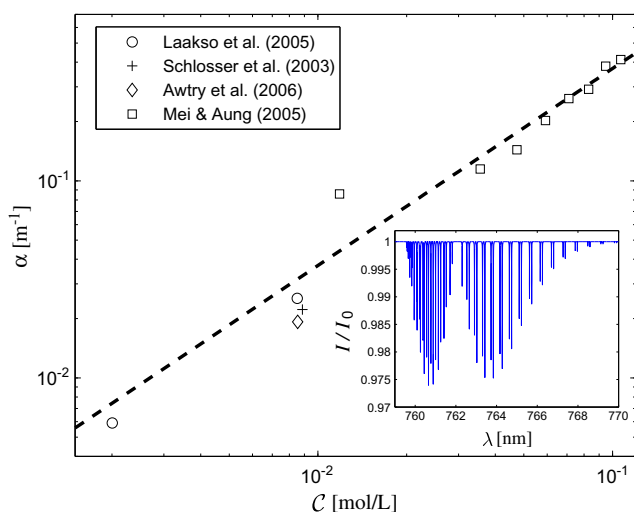 Laakso et al. (2005)
Schlosser et al. (2003)
Awtry et al. (2006)
Mei & Aung (2005)
10⁻¹
10⁻²
α [m⁻¹]
10⁻²
10⁻¹
C [mol/L]
1
0.995
0.99
0.985
0.98
0.975
0.97
I/I₀
760 762 764 766 768 770
λ [nm]